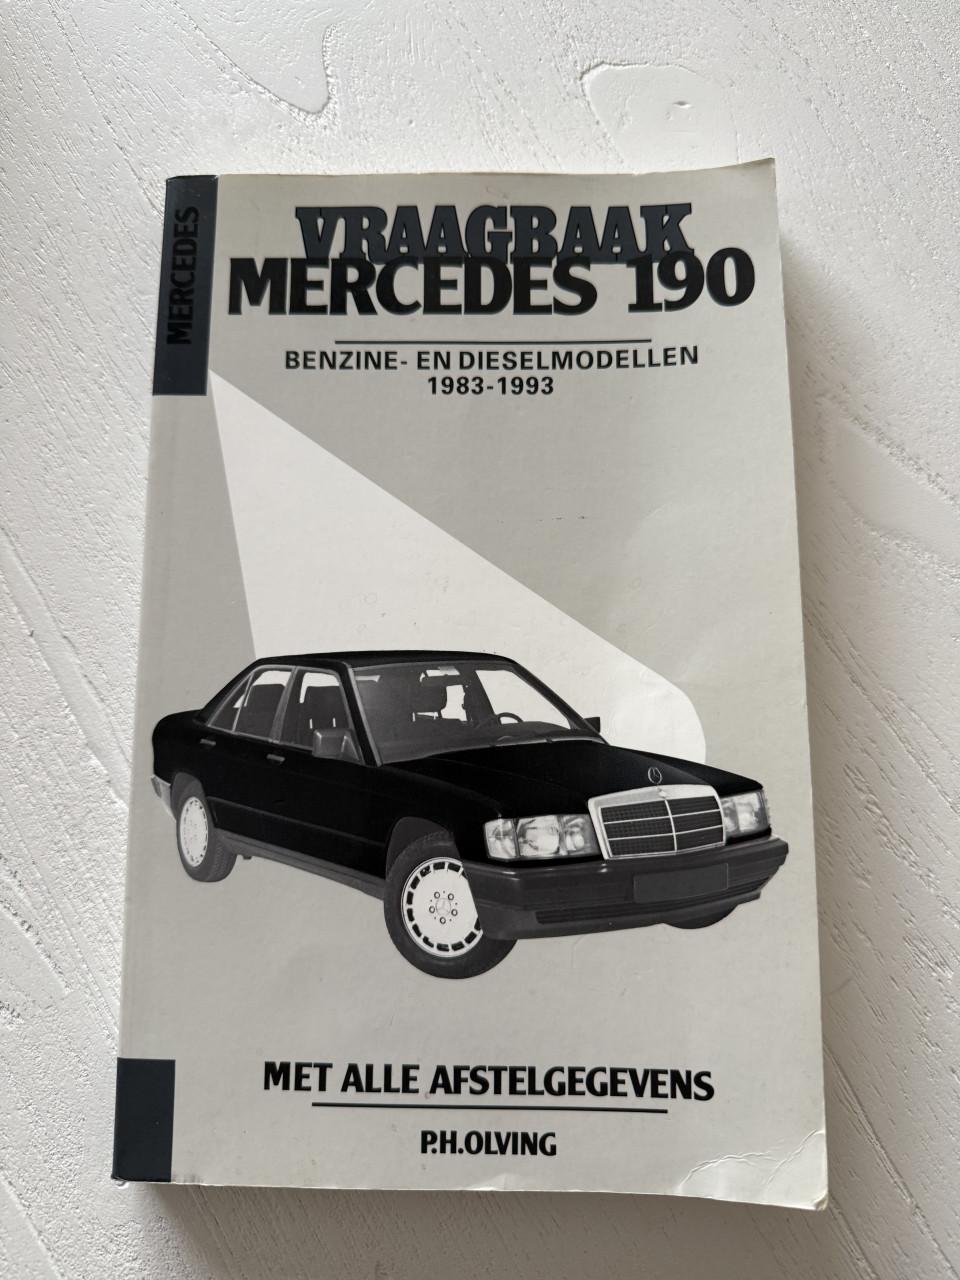 MERCEDES
VRAAGBAAK
MERCEDES 190
BENZINE- EN DIESELMODELLEN
1983-1993
MET ALLE AFSTELGEGEVENS
P.H.OLVING